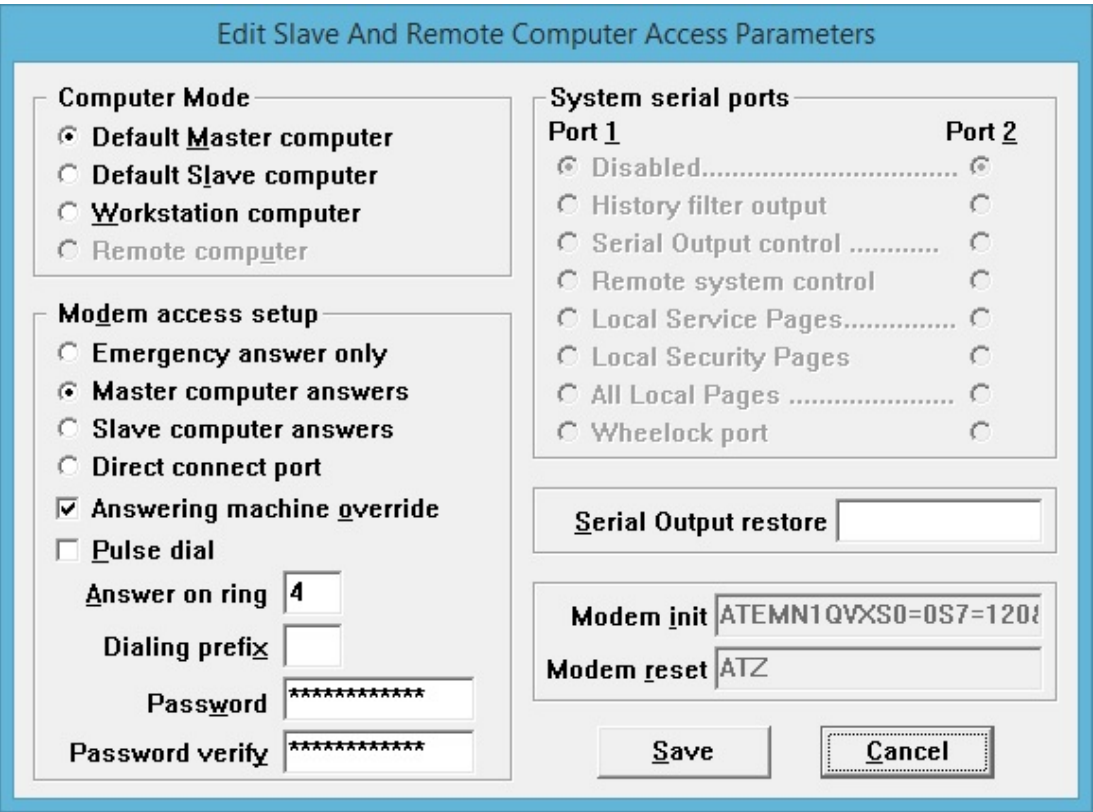 Edit Slave And Remote Computer Access Parameters
Computer Mode
Default Master computer
Default Slave computer
Workstation computer
Remote computer
Modem access setup
Emergency answer only
Master computer answers
Slave computer answers
Direct connect port
Answering machine override
Pulse dial
Answer on ring 4
Dialing prefix
Password ************
Password verify ************
System serial ports
Port 1 Port 2
Disabled..................................
History filter output
Serial Output control ............
Remote system control
Local Service Pages...............
Local Security Pages
All Local Pages ......................
Wheelock port
Serial Output restore
Modem init ATEMN1QVXS0=0S7=120&
Modem reset ATZ
Save Cancel